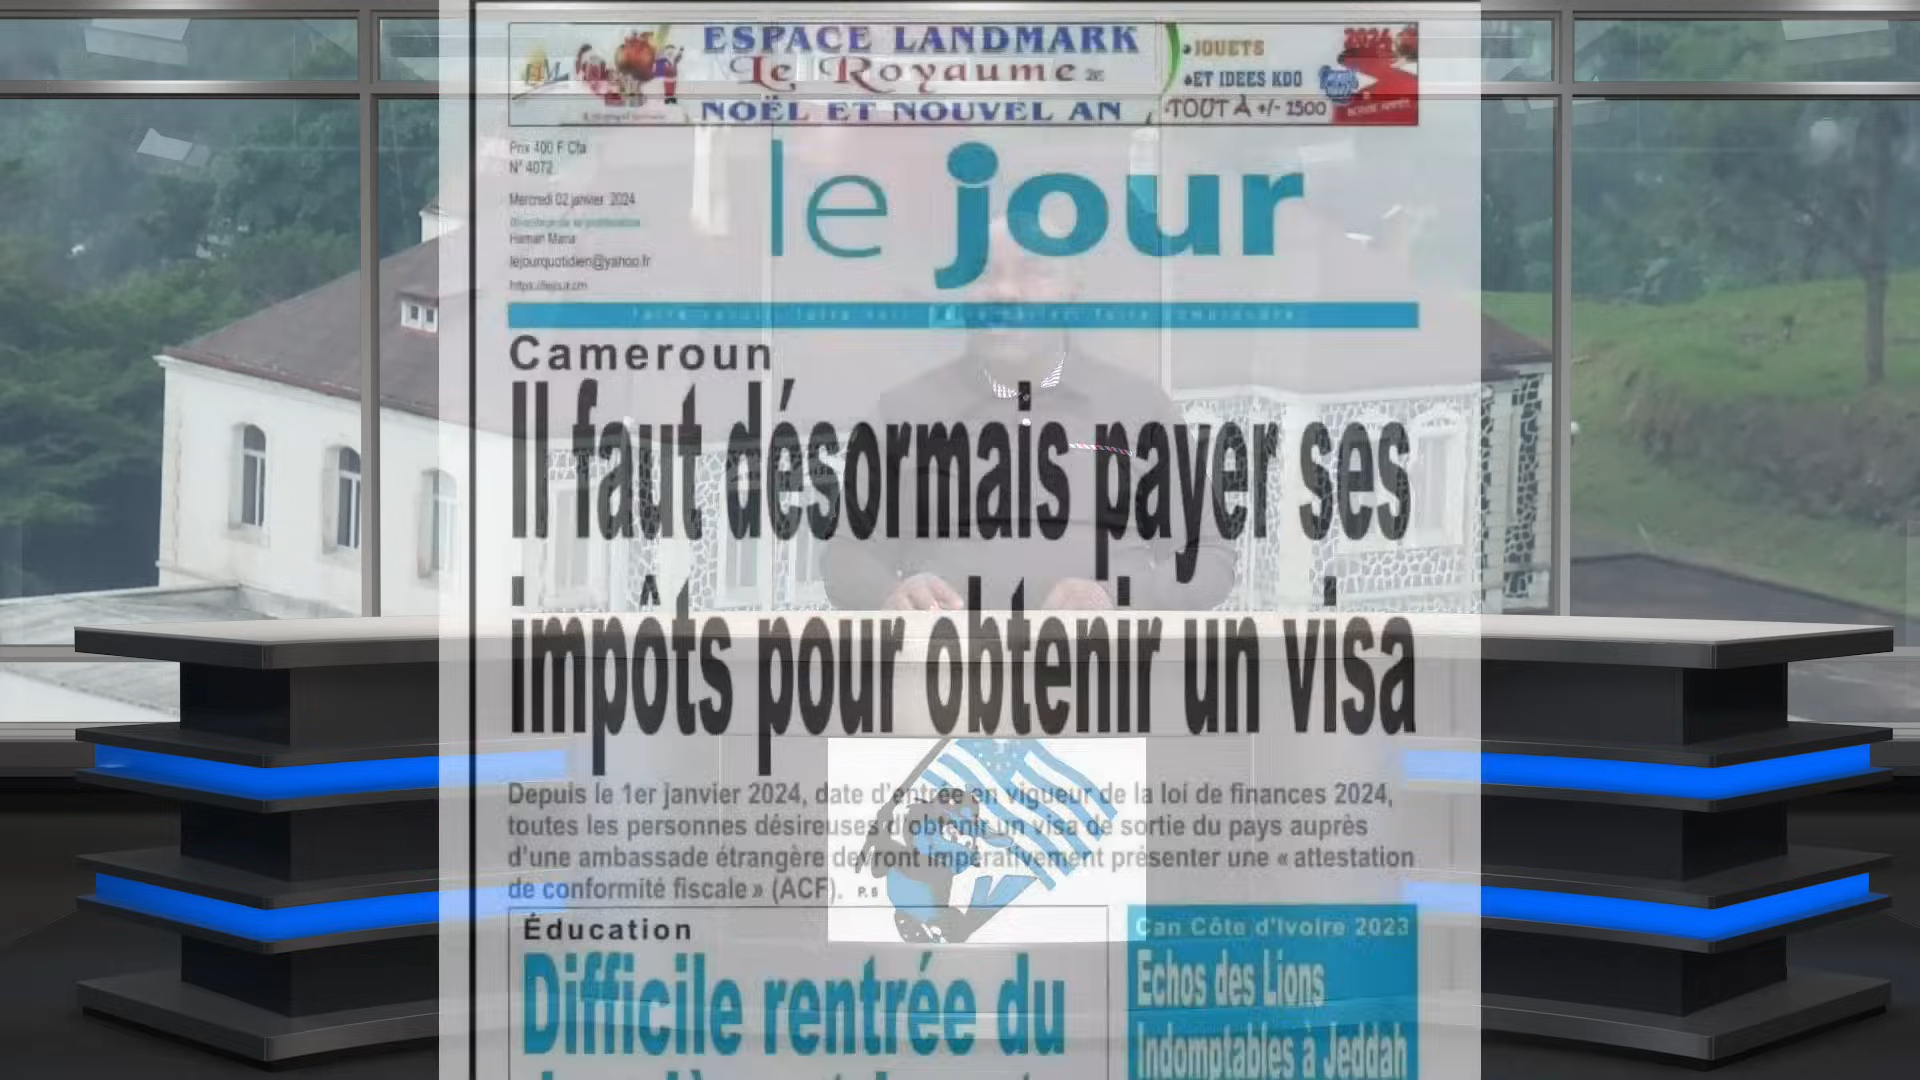 ESPACE LANDMARK
Le Royaume
NOËL ET NOUVEL AN
•JOUETS
•ET IDEES KDO
TOUT À +/- 1500
2024
Prix 400 F Cfa
N° 4072
Mercredi 02 janvier 2024
Haman Mana
lejourquotidien@yahoo.fr
https://lejour.cm
le jour
Cameroun
Il faut désormais payer ses
impôts pour obtenir un visa
Depuis le 1er janvier 2024, date d'entrée en vigueur de la loi de finances 2024,
toutes les personnes désireuses d'obtenir un visa de sortie du pays auprès
d'une ambassade étrangère devront impérativement présenter une « attestation
de conformité fiscale » (ACF). P. 6
Éducation
Difficile rentrée du
Can Côte d'Ivoire 2023
Echos des Lions
Indomptables à Jeddah